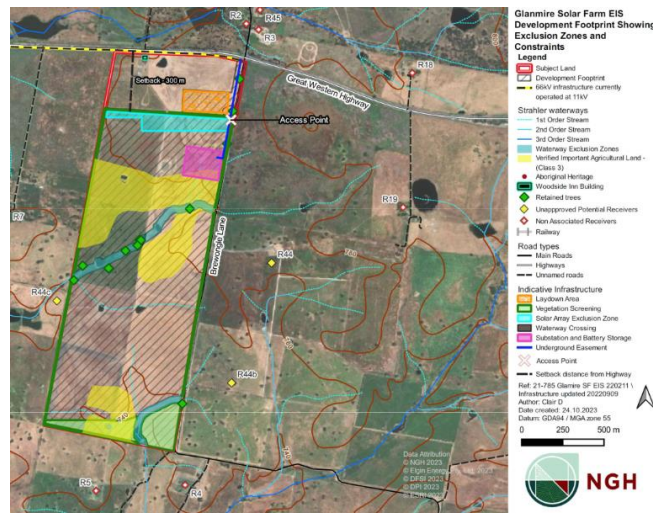 Glanmire Solar Farm EIS
Development Footprint Showing
Exclusion Zones and
Constraints
Legend
Subject Land
Development Footprint
66kV infrastructure currently
operated at 11kV
Strahler waterways
1st Order Stream
2nd Order Stream
3rd Order Stream
Waterway Exclusion Zones
Verified Important Agricultural Land -
(Class 3)
Aboriginal Heritage
Woodside Inn Building
Retained trees
Unapproved Potential Receivers
Non Associated Receivers
Railway
Road types
Main Roads
Highways
Unnamed roads
Indicative Infrastructure
Laydown Area
Vegetation Screening
Solar Array Exclusion Zone
Waterway Crossing
Substation and Battery Storage
Underground Easement
Access Point
Setback distance from Highway
Ref: 21-785 Glamire SF EIS 220211 \
Infrastructure updated 20220909
Author: Clair D
Date created: 24.10.2023
Datum: GDA94 / MGA zone 55
0 250 500 m
NGH
R2
R45
R3
R18
Setback - 300 m
Great Western Highway
Access Point
R19
R7
Brewongle Lane
R44
R44c
R44b
R5
R4
Data Attribution
© NGH 2023
© Elgin Energy
© DFSI 2023
© DPI 2023